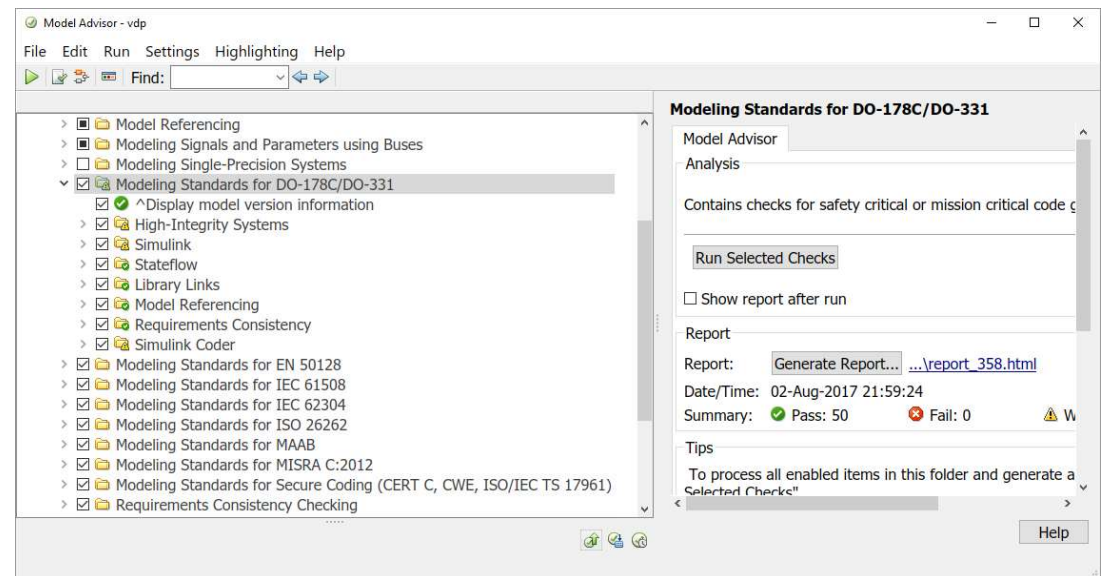 Model Advisor - vdp
File Edit Run Settings Highlighting Help
Find:
Model Referencing
Modeling Signals and Parameters using Buses
Modeling Single-Precision Systems
Modeling Standards for DO-178C/DO-331
^Display model version information
High-Integrity Systems
Simulink
Stateflow
Library Links
Model Referencing
Requirements Consistency
Simulink Coder
Modeling Standards for EN 50128
Modeling Standards for IEC 61508
Modeling Standards for IEC 62304
Modeling Standards for ISO 26262
Modeling Standards for MAAB
Modeling Standards for MISRA C:2012
Modeling Standards for Secure Coding (CERT C, CWE, ISO/IEC TS 17961)
Requirements Consistency Checking
Modeling Standards for DO-178C/DO-331
Model Advisor
Analysis
Contains checks for safety critical or mission critical code
Run Selected Checks
Show report after run
Report
Report: Generate Report... ...\report_358.html
Date/Time: 02-Aug-2017 21:59:24
Summary: Pass: 50 Fail: 0 W
Tips
To process all enabled items in this folder and generate a
Selected Checks"
Help